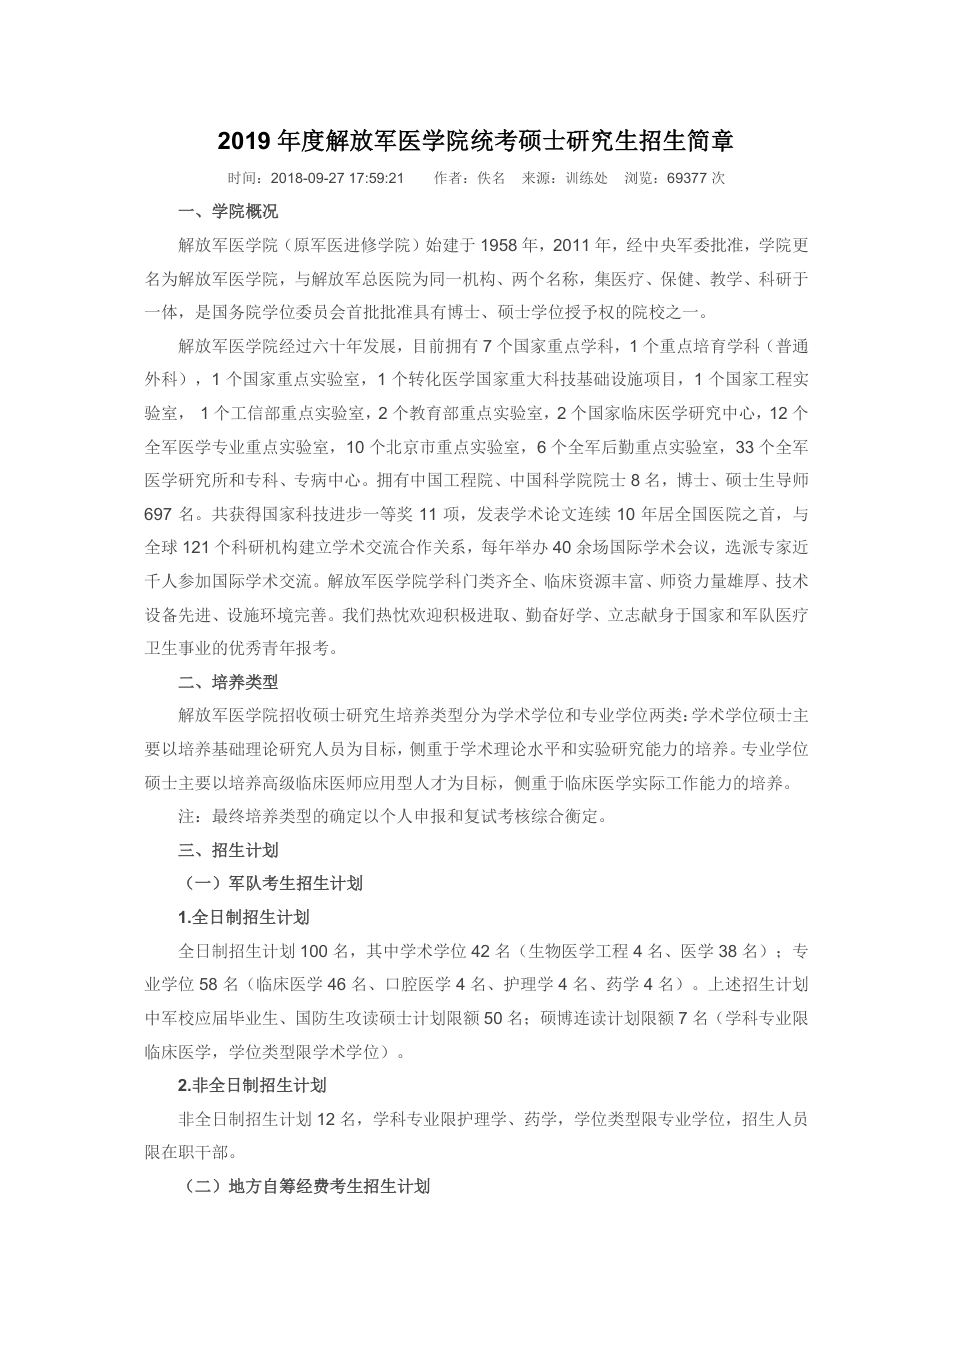 2019 年度解放军医学院统考硕士研究生招生简章
时间：2018-09-27 17:59:21 作者：佚名 来源：训练处 浏览：69377 次
一、学院概况
解放军医学院（原军医进修学院）始建于 1958 年，2011 年，经中央军委批准，学院更
名为解放军医学院，与解放军总医院为同一机构、两个名称，集医疗、保健、教学、科研于
一体，是国务院学位委员会首批批准具有博士、硕士学位授予权的院校之一。
解放军医学院经过六十年发展，目前拥有 7 个国家重点学科，1 个重点培育学科（普通
外科），1 个国家重点实验室，1 个转化医学国家重大科技基础设施项目，1 个国家工程实
验室， 1 个工信部重点实验室，2 个教育部重点实验室，2 个国家临床医学研究中心，12 个
全军医学专业重点实验室，10 个北京市重点实验室，6 个全军后勤重点实验室，33 个全军
医学研究所和专科、专病中心。拥有中国工程院、中国科学院院士 8 名，博士、硕士生导师
697 名。共获得国家科技进步一等奖 11 项，发表学术论文连续 10 年居全国医院之首，与
全球 121 个科研机构建立学术交流合作关系，每年举办 40 余场国际学术会议，选派专家近
千人参加国际学术交流。解放军医学院学科门类齐全、临床资源丰富、师资力量雄厚、技术
设备先进、设施环境完善。我们热忱欢迎积极进取、勤奋好学、立志献身于国家和军队医疗
卫生事业的优秀青年报考。
二、培养类型
解放军医学院招收硕士研究生培养类型分为学术学位和专业学位两类：学术学位硕士主
要以培养基础理论研究人员为目标，侧重于学术理论水平和实验研究能力的培养。专业学位
硕士主要以培养高级临床医师应用型人才为目标，侧重于临床医学实际工作能力的培养。
注：最终培养类型的确定以个人申报和复试考核综合衡定。
三、招生计划
（一）军队考生招生计划
1.全日制招生计划
全日制招生计划 100 名，其中学术学位 42 名（生物医学工程 4 名、医学 38 名）；专
业学位 58 名（临床医学 46 名、口腔医学 4 名、护理学 4 名、药学 4 名）。上述招生计划
中军校应届毕业生、国防生攻读硕士计划限额 50 名；硕博连读计划限额 7 名（学科专业限
临床医学，学位类型限学术学位）。
2.非全日制招生计划
非全日制招生计划 12 名，学科专业限护理学、药学，学位类型限专业学位，招生人员
限在职干部。
（二）地方自筹经费考生招生计划